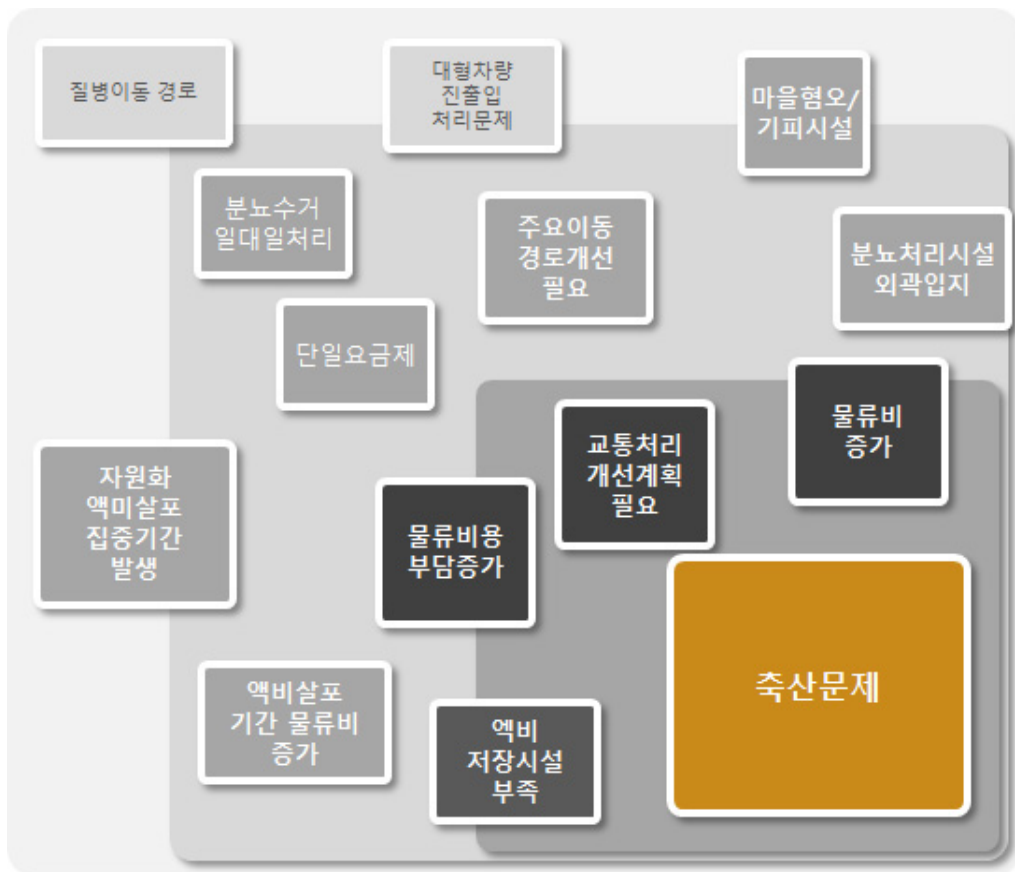 질병이동 경로
대형차량
진출입
처리문제
마을혐오/
기피시설
분뇨수거
일대일처리
주요이동
경로개선
필요
분뇨처리시설
외곽입지
단일요금제
물류비
증가
교통처리
개선계획
필요
자원화
액미살포
집중기간
발생
물류비용
부담증가
축산문제
액비살포
기간 물류비
증가
엑비
저장시설
부족